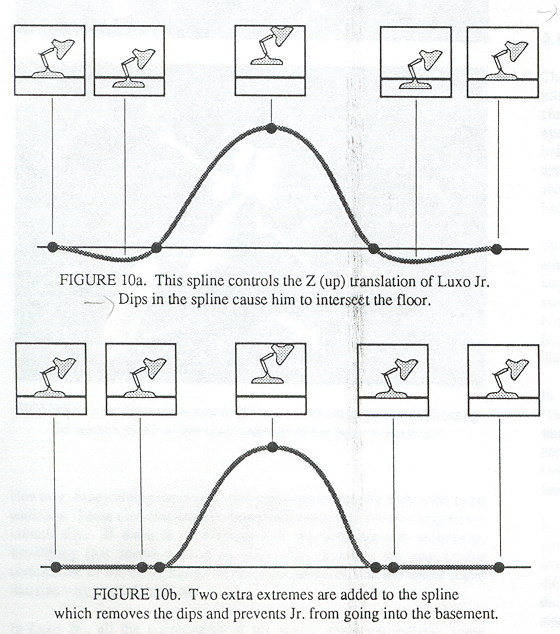 FIGURE 10a. This spline controls the Z (up) translation of Luxo Jr.
Dips in the spline cause him to intersect the floor.
FIGURE 10b. Two extra extremes are added to the spline
which removes the dips and prevents Jr. from going into the basement.